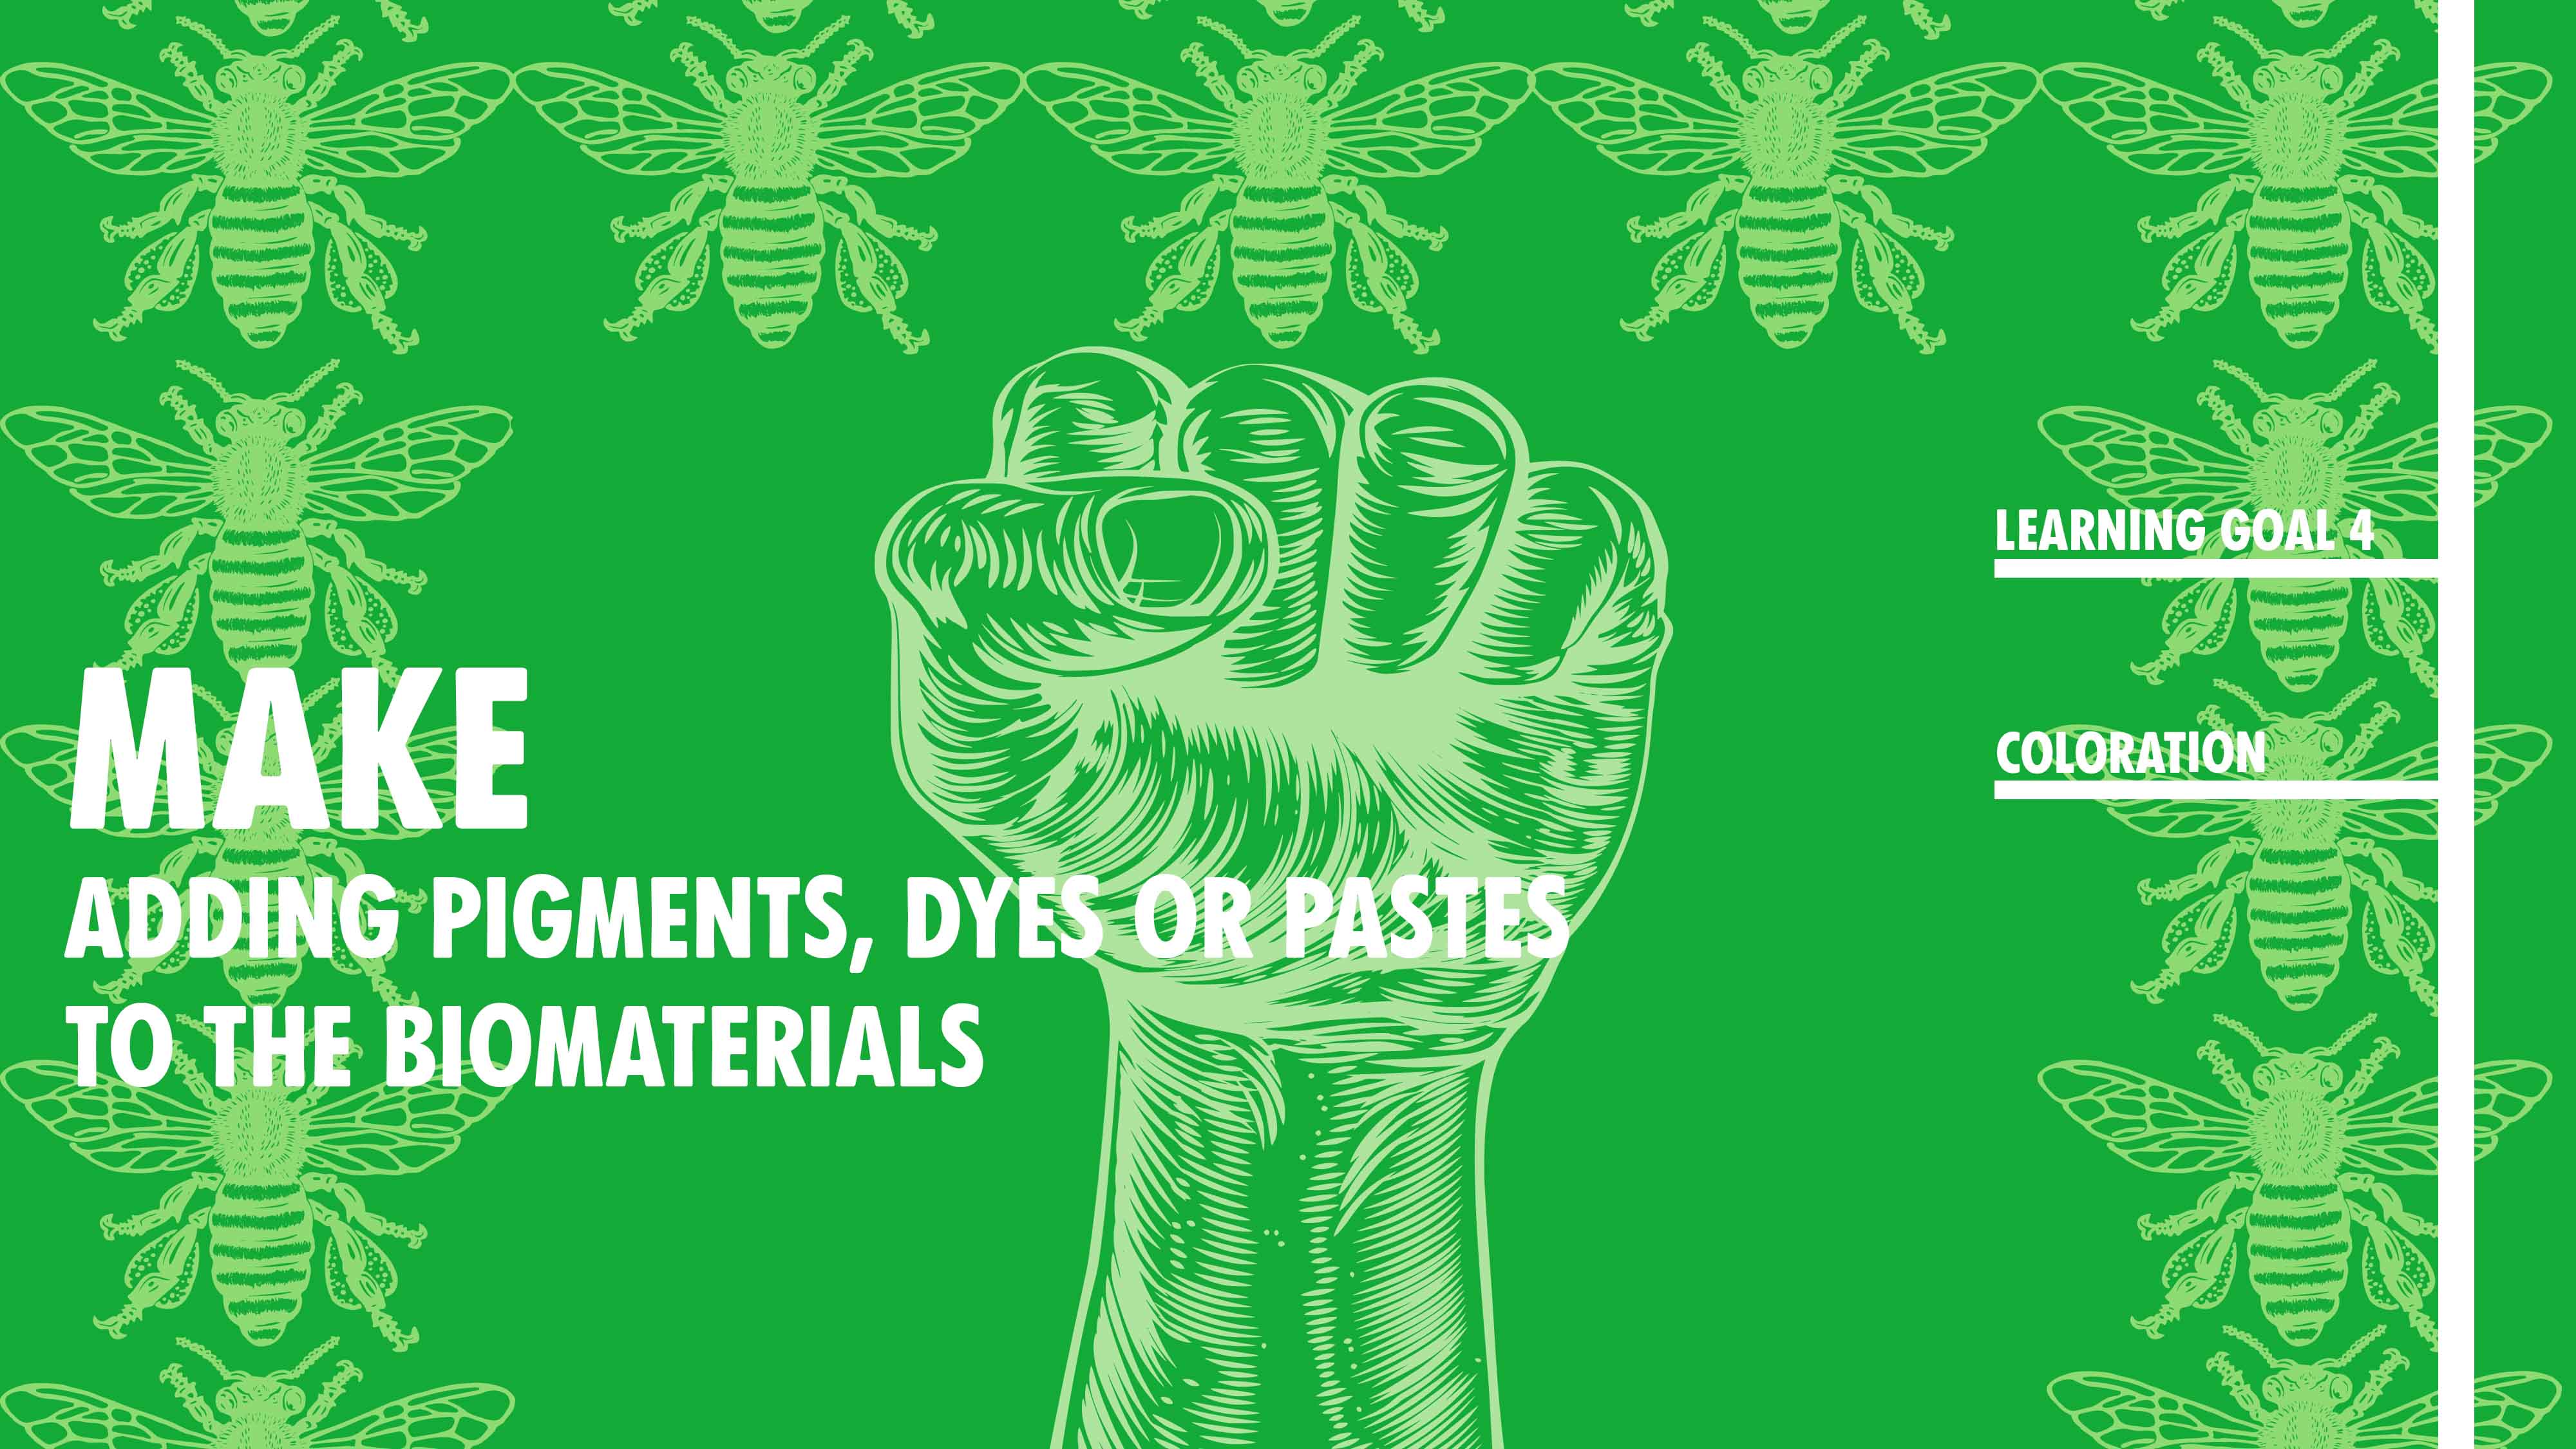 MAKE
ADDING PIGMENTS, DYES OR PASTES
TO THE BIOMATERIALS
LEARNING GOAL 4
COLORATION